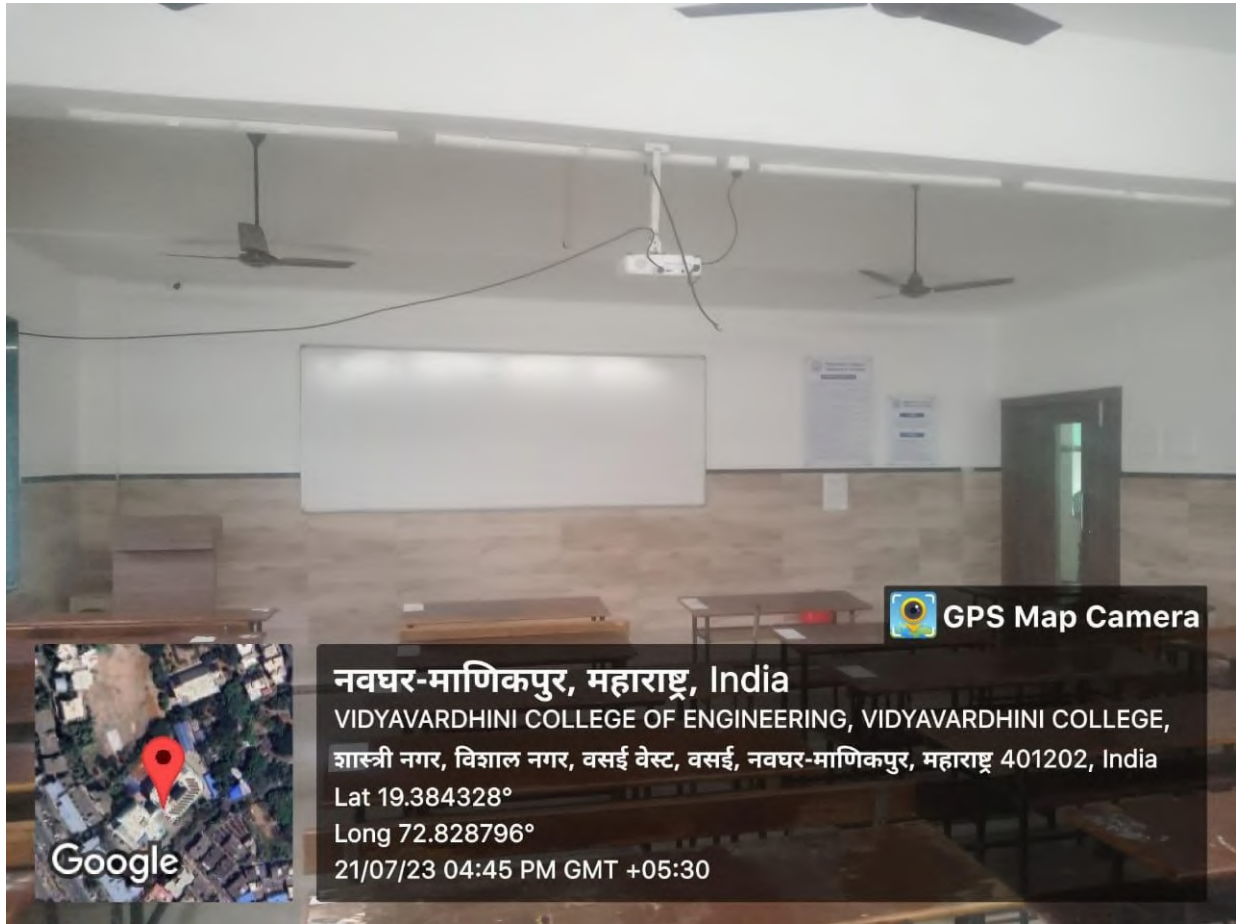 GPS Map Camera
नवघर-माणिकपुर, महाराष्ट्र, India
VIDYAVARDHINI COLLEGE OF ENGINEERING, VIDYAVARDHINI COLLEGE,
शास्त्री नगर, विशाल नगर, वसई वेस्ट, वसई, नवघर-माणिकपुर, महाराष्ट्र 401202, India
Lat 19.384328°
Long 72.828796°
21/07/23 04:45 PM GMT +05:30
Google